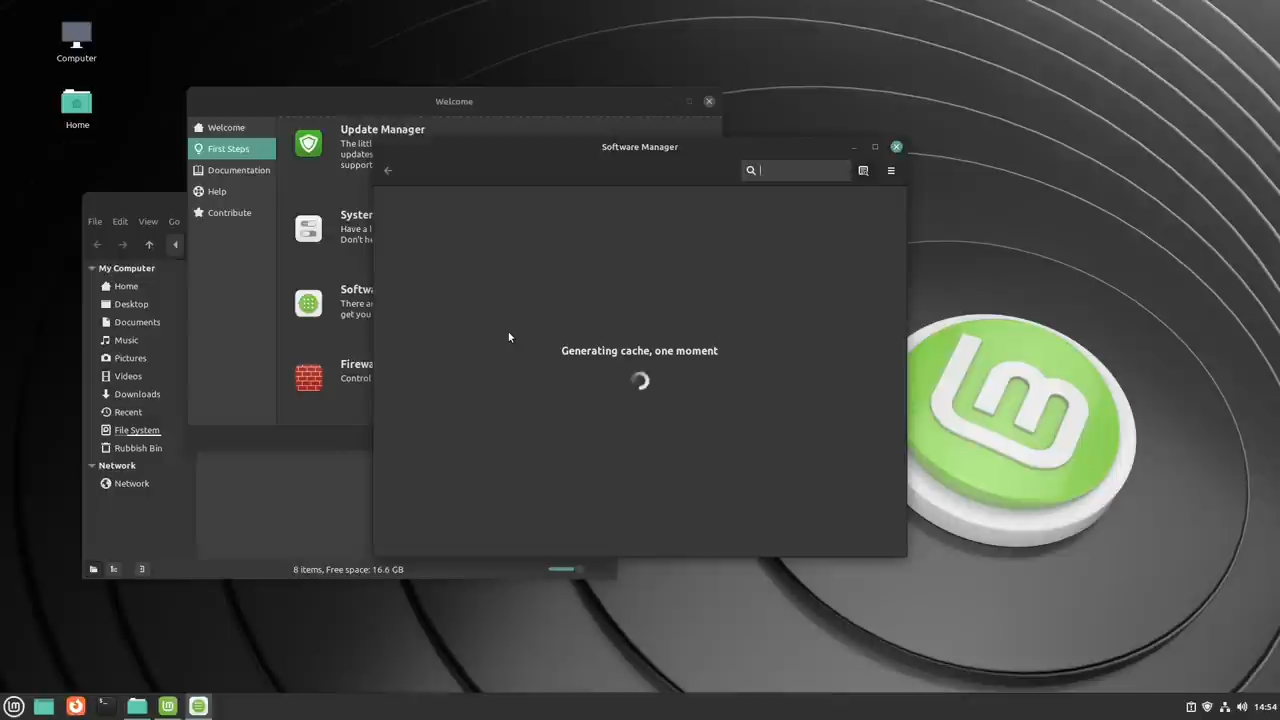 Computer
Home
Welcome
Welcome
First Steps
Documentation
Help
Contribute
Update Manager
The littl
updates
support
Syster
Have a l
Don't he
Softwa
There a
get you
Firewa
Control
Software Manager
Generating cache, one moment
File Edit View Go
My Computer
Home
Desktop
Documents
Music
Pictures
Videos
Downloads
Recent
File System
Rubbish Bin
Network
Network
8 items, Free space: 16.6 GB
14:54